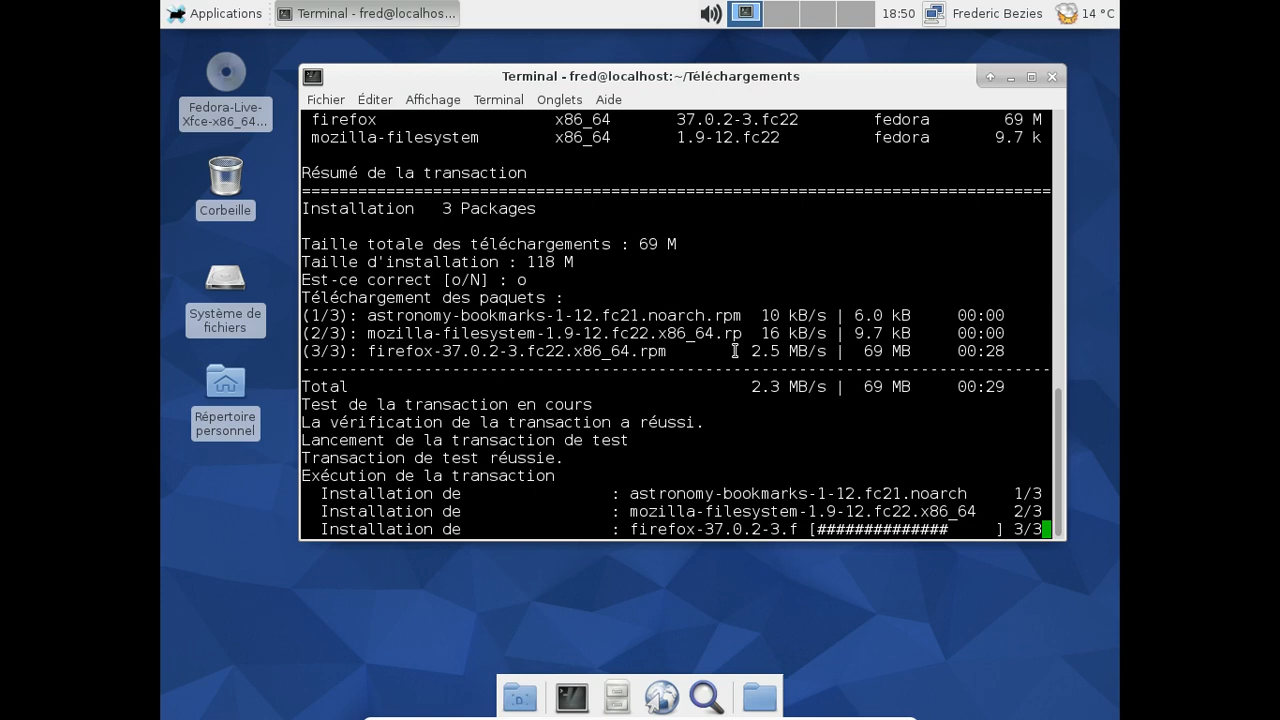 Applications
Terminal - fred@localhos...
18:50
Frederic Bezies
14 °C
Fedora-Live-
Xfce-x86_64...
Corbeille
Système de
fichiers
Répertoire
personnel
Terminal - fred@localhost:~/Téléchargements
Fichier Éditer Affichage Terminal Onglets Aide
firefox x86_64 37.0.2-3.fc22 fedora 69 M
mozilla-filesystem x86_64 1.9-12.fc22 fedora 9.7 k
Résumé de la transaction
================================================================================
Installation 3 Packages
Taille totale des téléchargements : 69 M
Taille d'installation : 118 M
Est-ce correct [o/N] : o
Téléchargement des paquets :
(1/3): astronomy-bookmarks-1-12.fc21.noarch.rpm 10 kB/s | 6.0 kB 00:00
(2/3): mozilla-filesystem-1.9-12.fc22.x86_64.rp 16 kB/s | 9.7 kB 00:00
(3/3): firefox-37.0.2-3.fc22.x86_64.rpm 2.5 MB/s | 69 MB 00:28
--------------------------------------------------------------------------------
Total 2.3 MB/s | 69 MB 00:29
Test de la transaction en cours
La vérification de la transaction a réussi.
Lancement de la transaction de test
Transaction de test réussie.
Exécution de la transaction
Installation de : astronomy-bookmarks-1-12.fc21.noarch 1/3
Installation de : mozilla-filesystem-1.9-12.fc22.x86_64 2/3
Installation de : firefox-37.0.2-3.f [############## ] 3/3